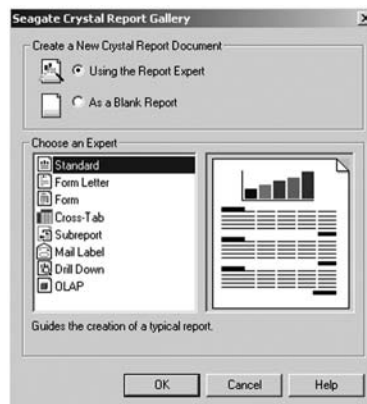 Seagate Crystal Report Gallery
Create a New Crystal Report Document
Using the Report Expert
As a Blank Report
Choose an Expert
Standard
Form Letter
Form
Cross-Tab
Subreport
Mail Label
Drill Down
OLAP
Guides the creation of a typical report.
OK Cancel Help